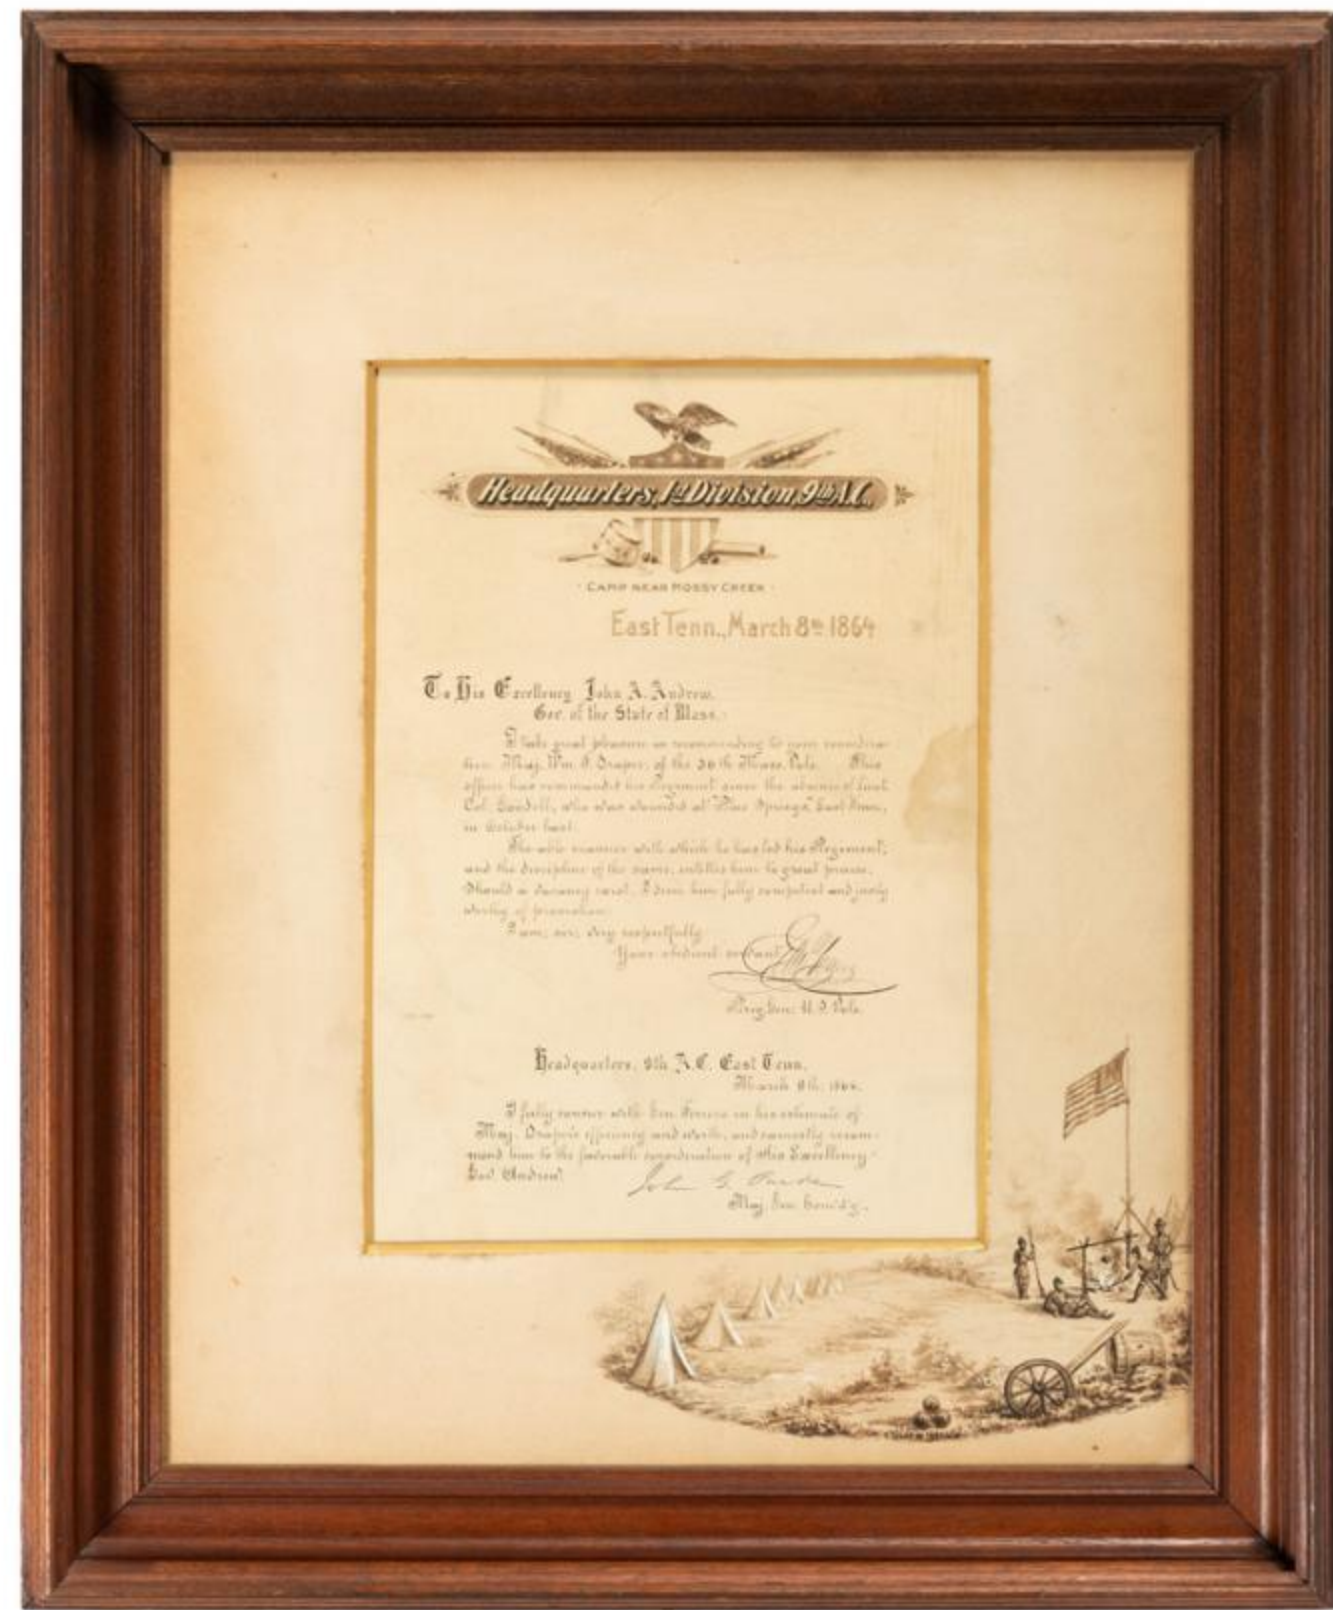 Headquarters, 1st Division, 9th A.C.,
CAMP NEAR MOSSY CREEK
East Tenn., March 8th 1864
To His Excellency John A. Andrew,
Gov. of the State of Mass.:
I take great pleasure in recommending to your considera-
tion Maj. Wm. F. Draper, of the 36th Mass. Vols. This
officer has commanded his Regiment since the absence of Lieut.
Col. Goodell, who was wounded at Blue Springs, East Tenn.,
in October last.
The able manner with which he has led his Regiment,
and the discipline of the same, entitles him to great praise.
Should a vacancy exist, I deem him fully competent and justly
worthy of promotion.
I am, sir, very respectfully
Your obedient servant
Brig. Gen. U.S. Vols.
Headquarters, 9th A.C. East Tenn.
March 8th, 1864.
I fully concur with Gen. Ferrero in his estimate of
Maj. Draper's efficiency and worth, and earnestly recom-
mend him to the favorable consideration of His Excellency
Gov. Andrew.
John G. Parke
Maj. Gen. Com'd'g.